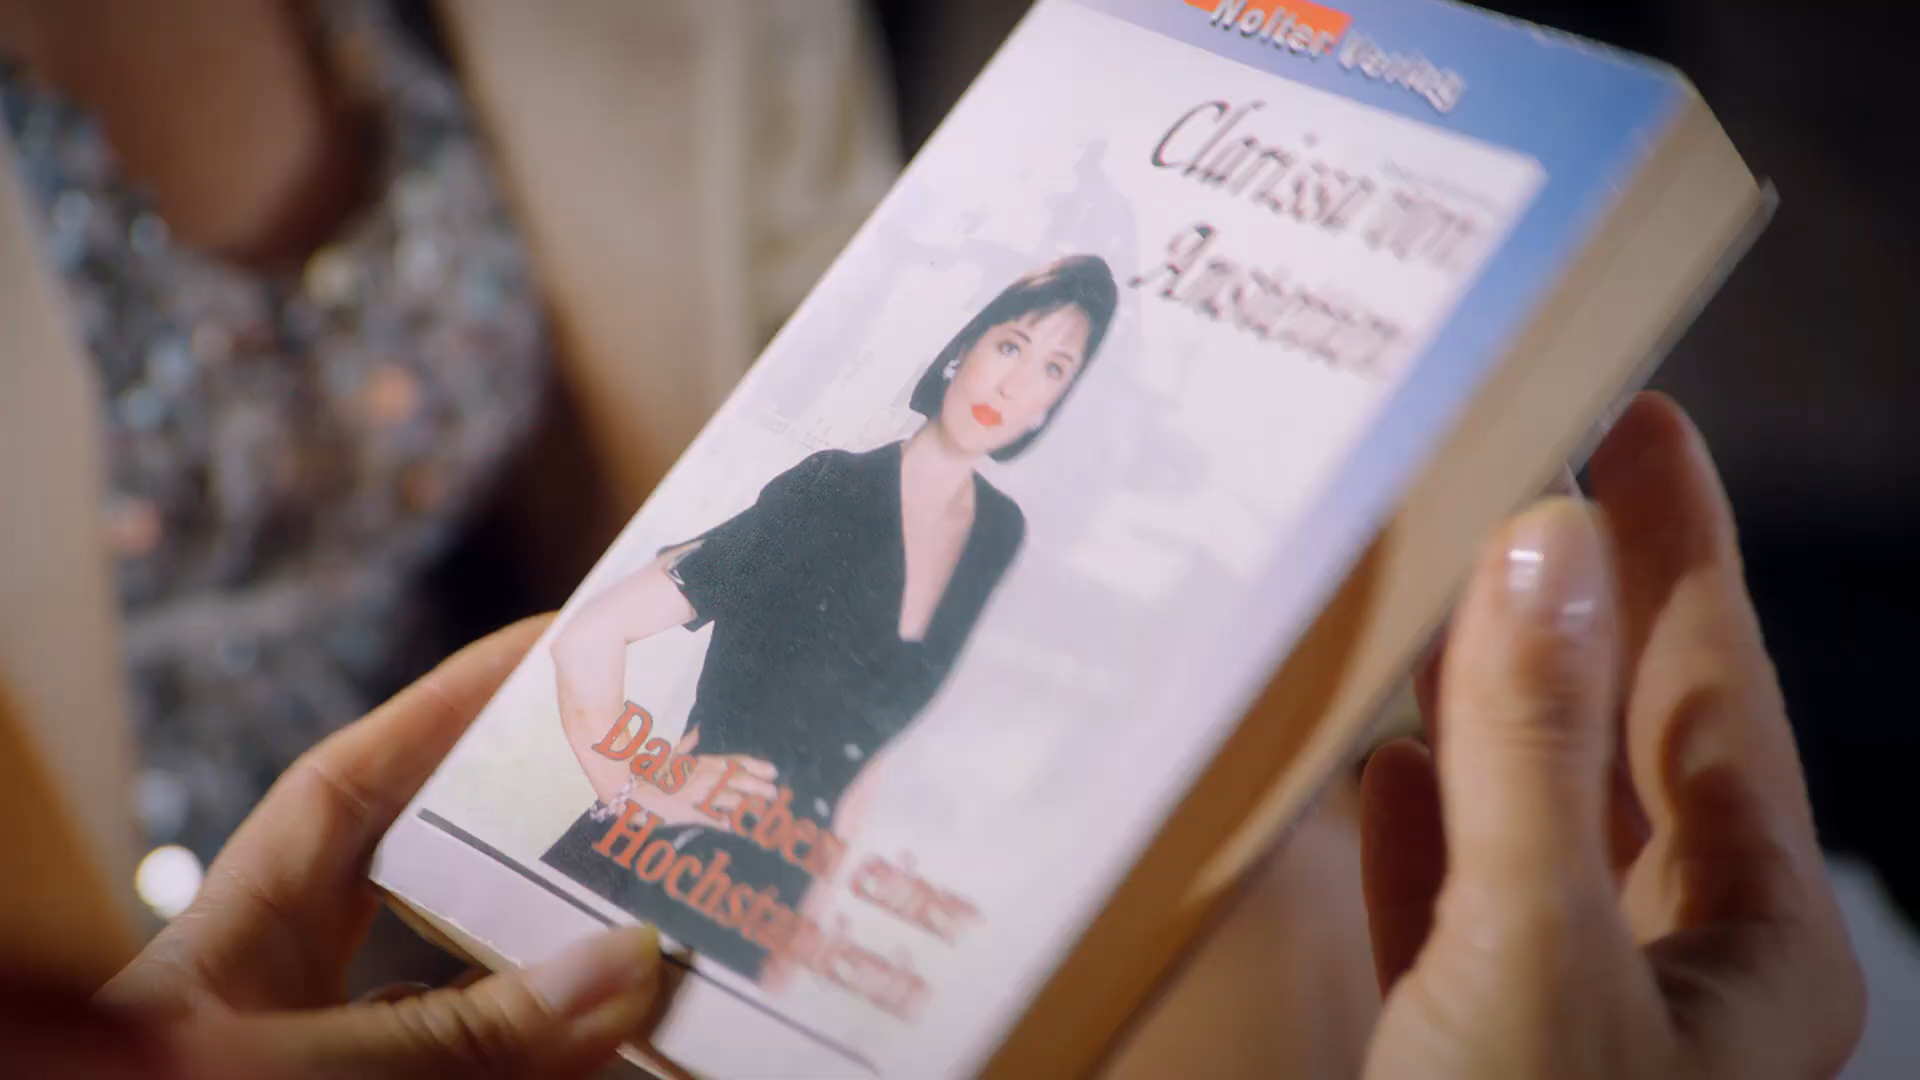 Nolter Verlag
Clarissa von
Anstetten
Das Leben einer
Hochstaplerin